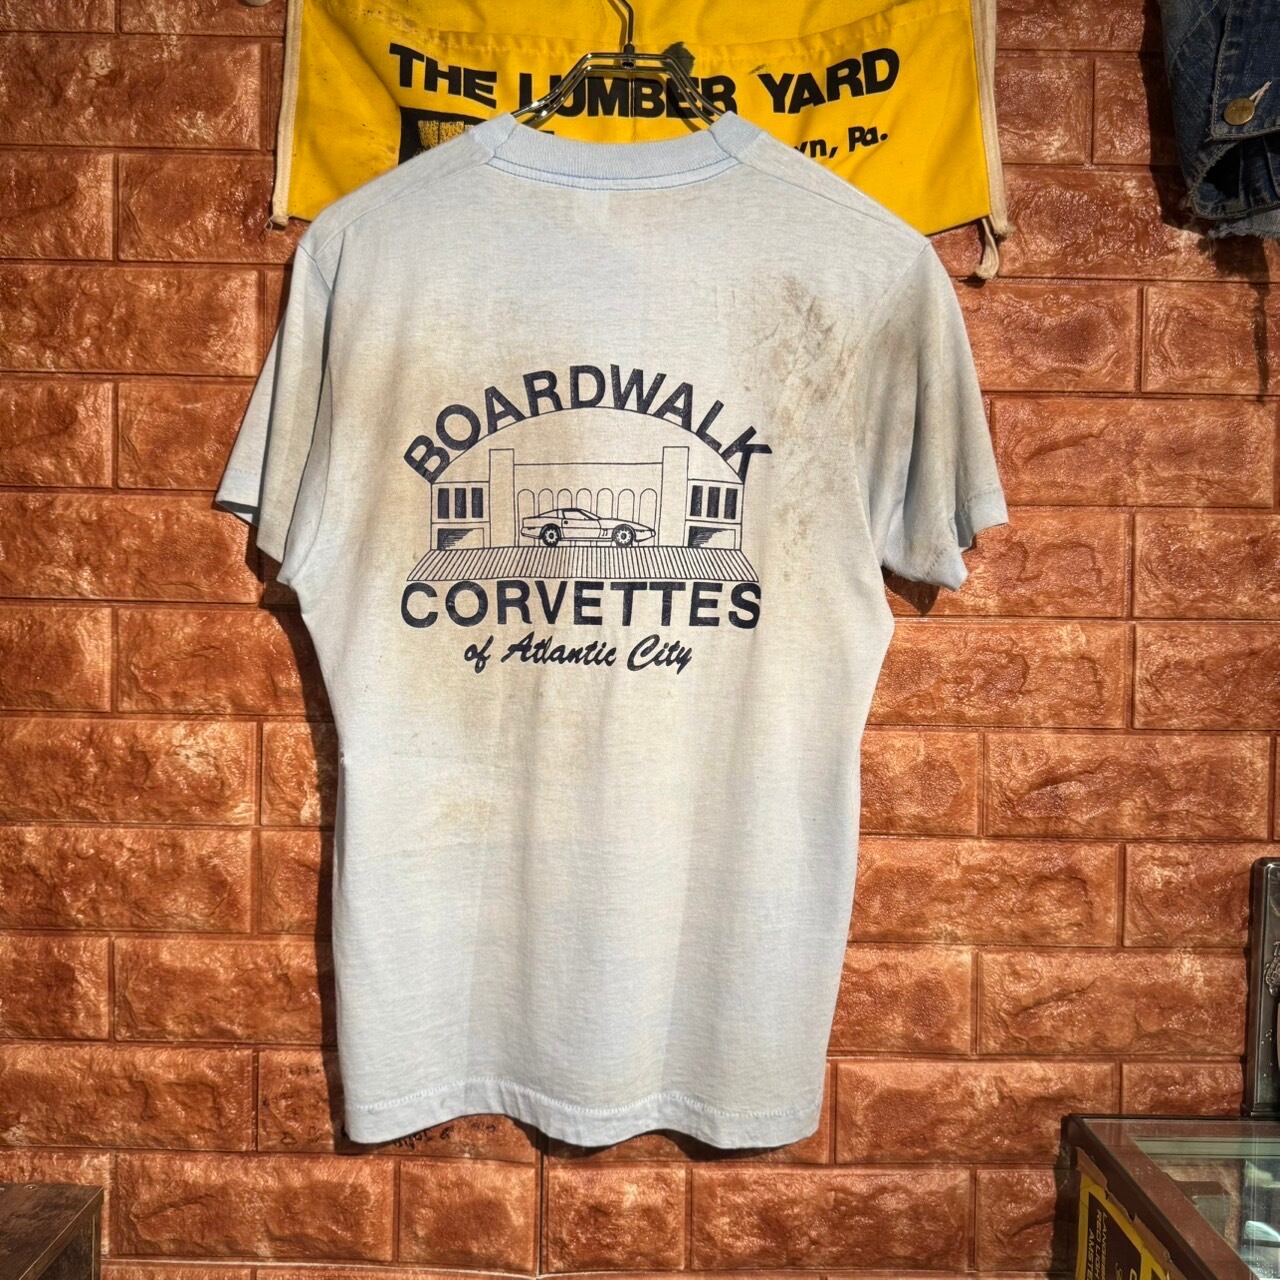 THE LUMBER YARD
Pa.
BOARDWALK
CORVETTES
of Atlantic City